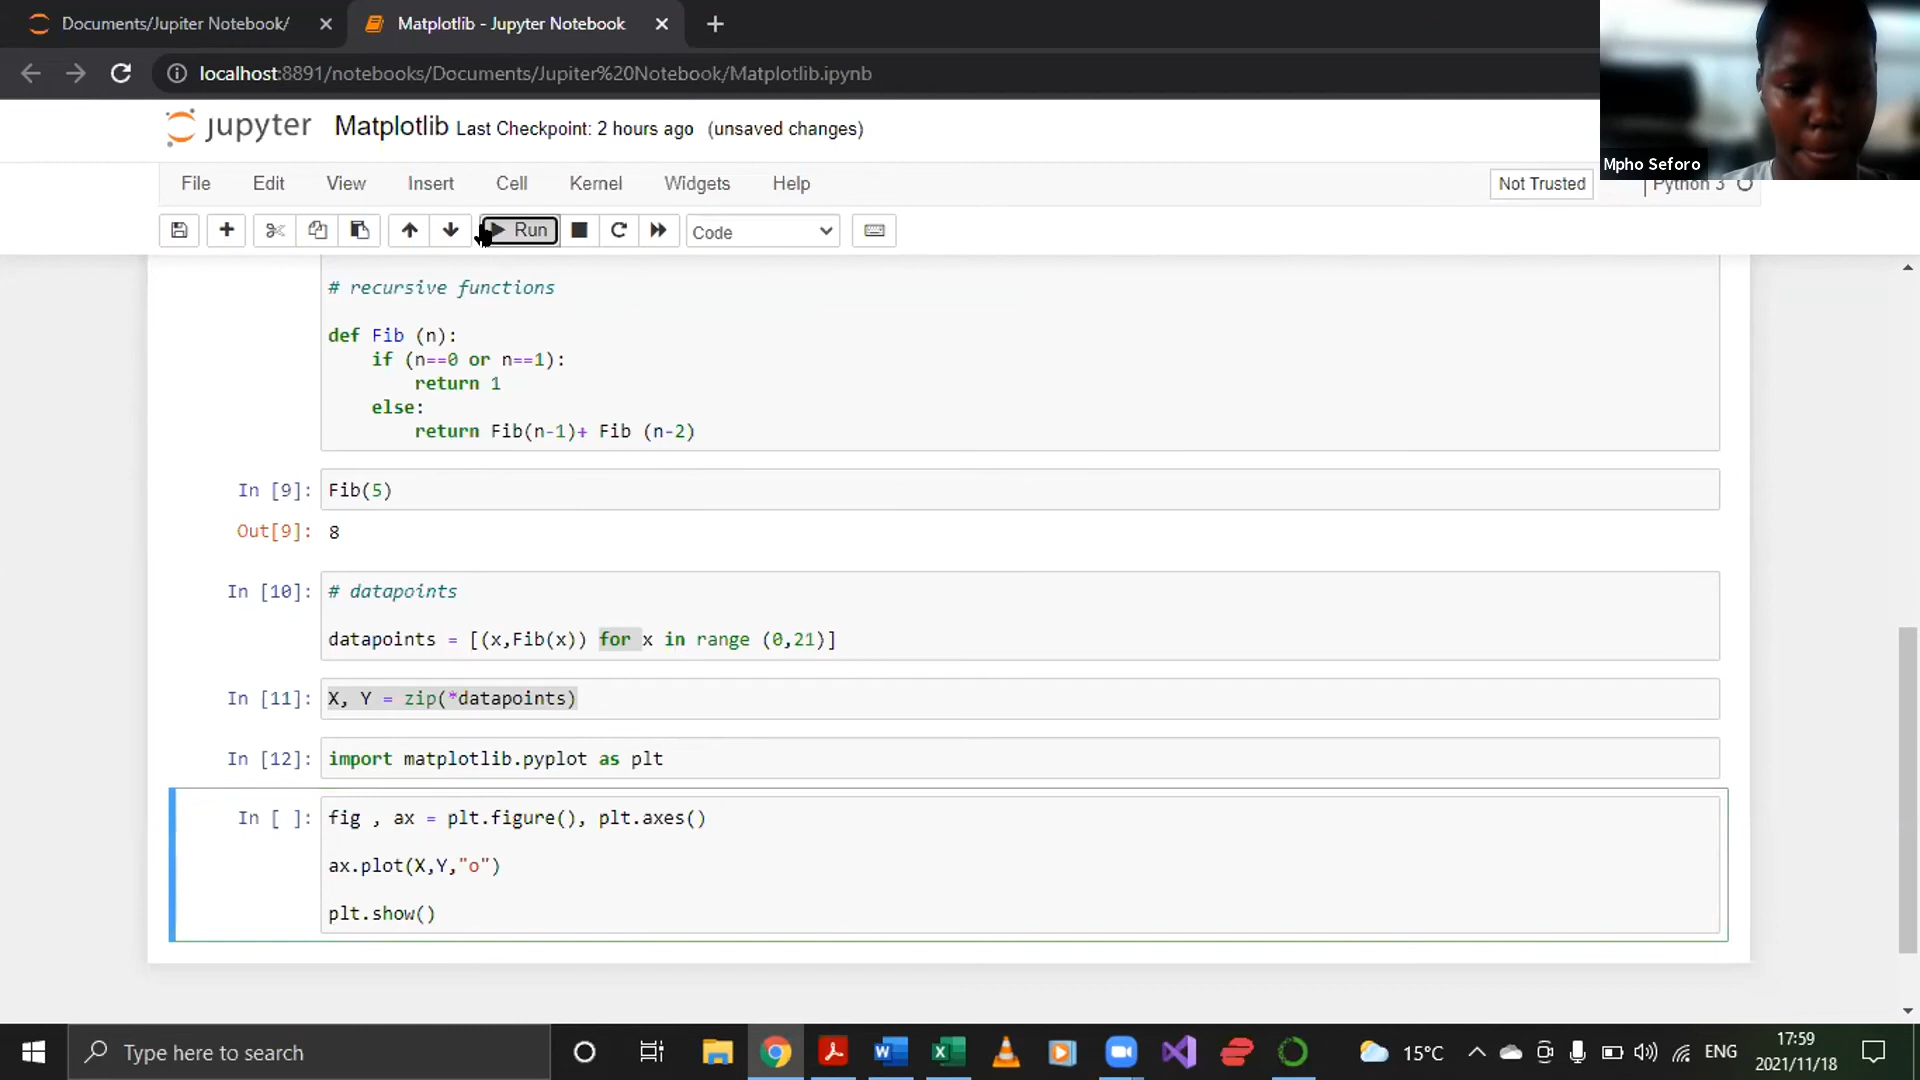 Documents/Jupiter Notebook/
Matplotlib - Jupyter Notebook
localhost:8891/notebooks/Documents/Jupiter%20Notebook/Matplotlib.ipynb
Mpho Seforo
jupyter Matplotlib Last Checkpoint: 2 hours ago (unsaved changes)
File Edit View Insert Cell Kernel Widgets Help Not Trusted Python 3
Run Code
# recursive functions
def Fib (n):
if (n==0 or n==1):
return 1
else:
return Fib(n-1)+ Fib (n-2)
In [9]: Fib(5)
Out[9]: 8
In [10]: # datapoints
datapoints = [(x,Fib(x)) for x in range (0,21)]
In [11]: X, Y = zip(*datapoints)
In [12]: import matplotlib.pyplot as plt
In [ ]: fig , ax = plt.figure(), plt.axes()
ax.plot(X,Y,"o")
plt.show()
Type here to search
15°C
ENG
17:59
2021/11/18